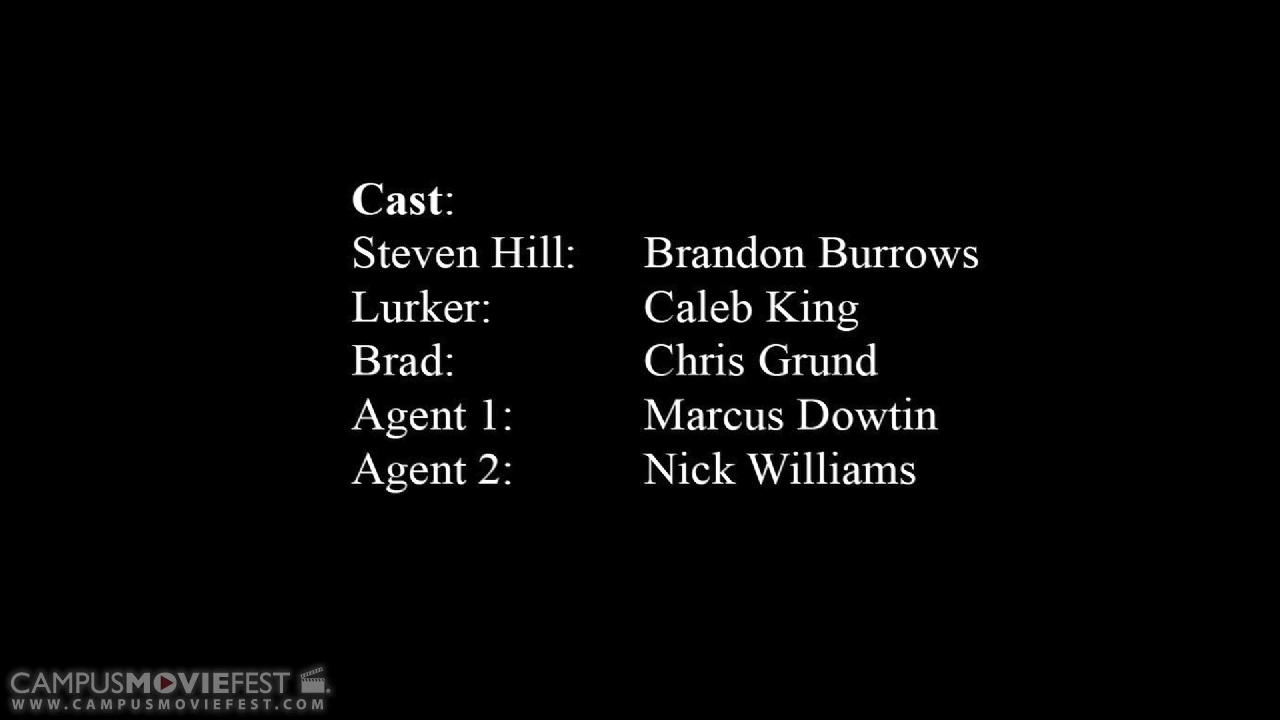 Cast:
Steven Hill: Brandon Burrows
Lurker: Caleb King
Brad: Chris Grund
Agent 1: Marcus Dowtin
Agent 2: Nick Williams
CAMPUSMOVIEFEST
WWW.CAMPUSMOVIEFEST.COM